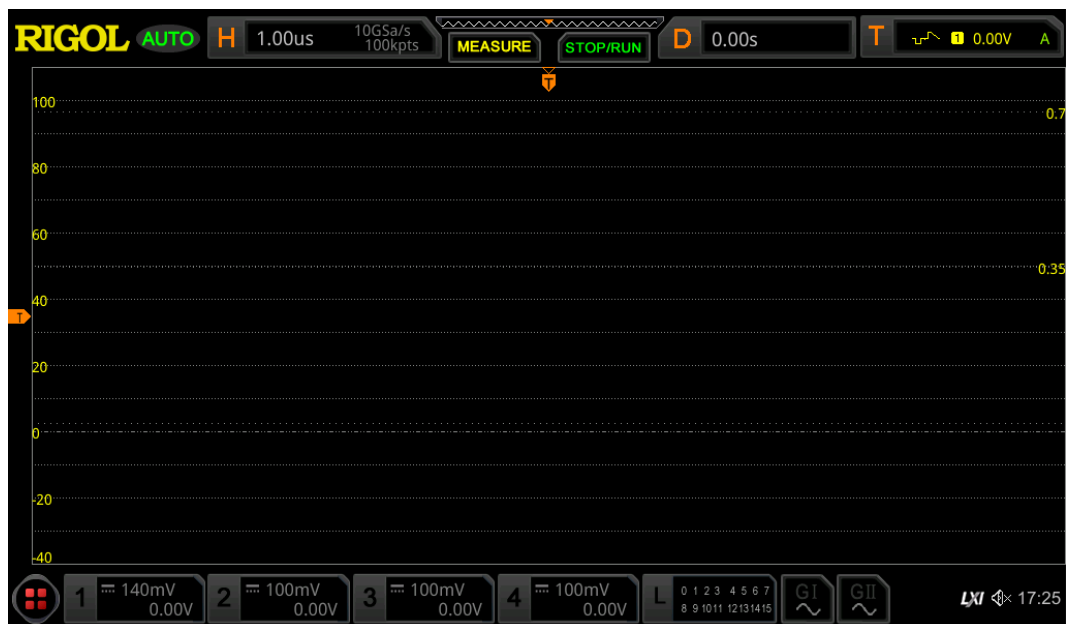 RIGOL AUTO H 1.00us 10GSa/s D 0.00s T 1 0.00V A
100kpts
MEASURE STOP/RUN
T
100
0.7
80
60
0.35
40
T
20
0
-20
-40
1 140mV 2 100mV 3 100mV 4 100mV L 0 1 2 3 4 5 6 7 GI GII
0.00V 0.00V 0.00V 0.00V 8 9 10 11 12 13 14 15
LXI 17:25